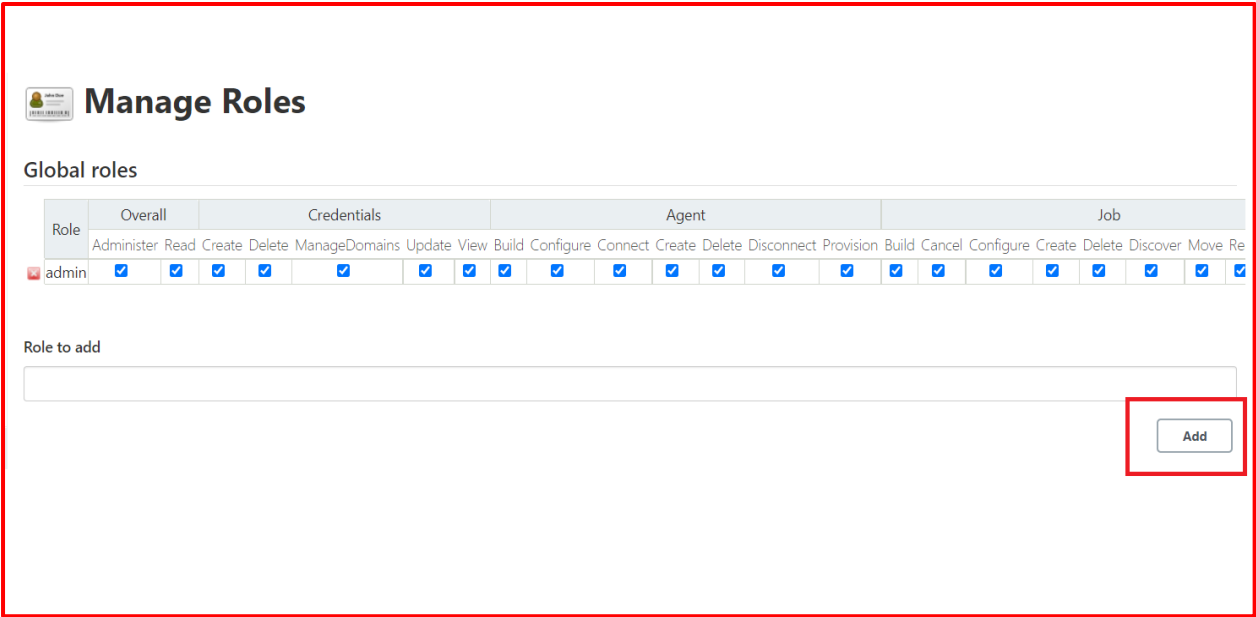 Manage Roles
Global roles
Role Overall Credentials Agent Job
Administer Read Create Delete ManageDomains Update View Build Configure Connect Create Delete Disconnect Provision Build Cancel Configure Create Delete Discover Move Re
admin
Role to add
Add